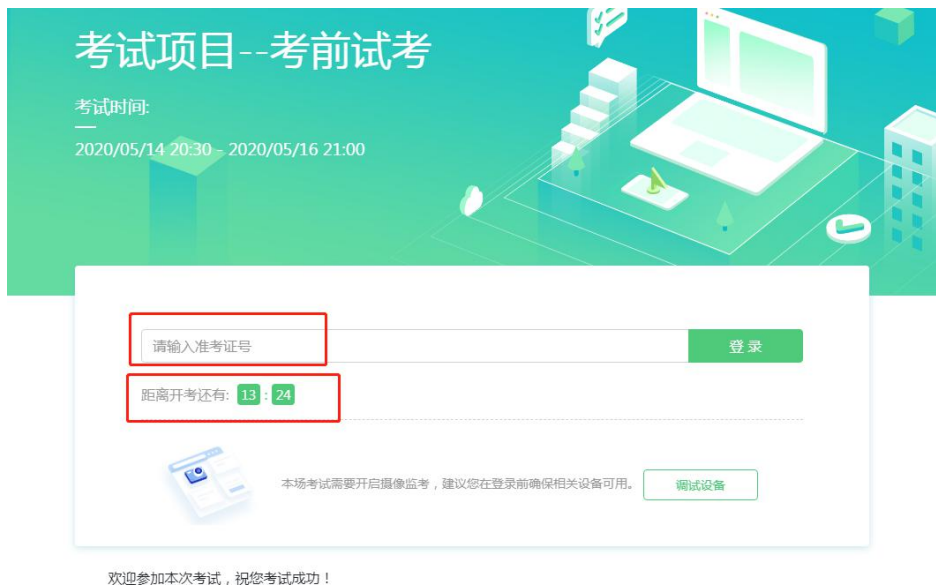 考试项目--考前试考
考试时间:
2020/05/14 20:30 - 2020/05/16 21:00
请输入准考证号
登录
距离开考还有: 13 : 24
本场考试需要开启摄像监考，建议您在登录前确保相关设备可用。
调试设备
欢迎参加本次考试，祝您考试成功！